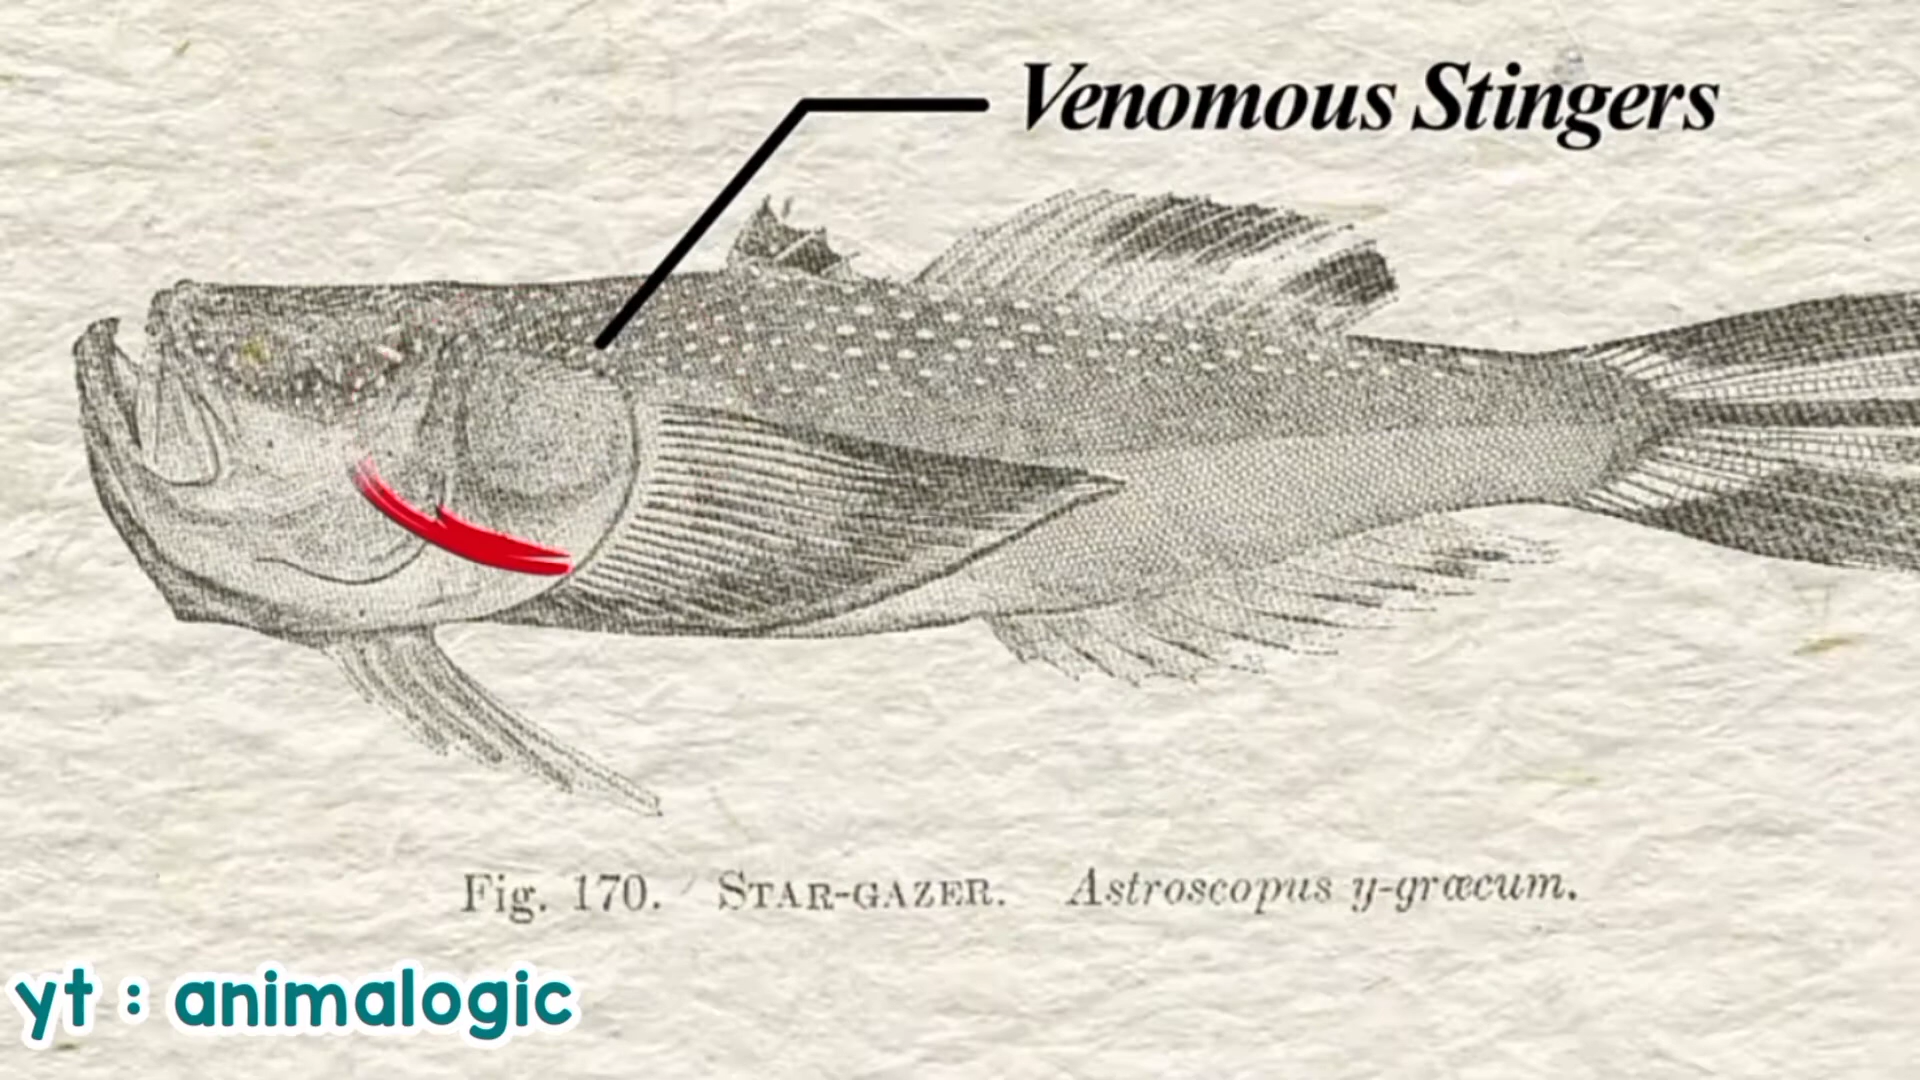 Venomous Stingers
Fig. 170. STAR-GAZER. Astroscopus y-græcum.
yt : animalogic